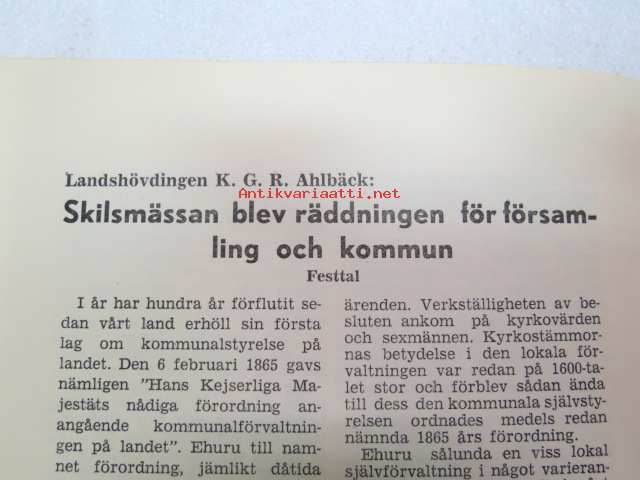 Landshövdingen K. G. R. Ahlbäck:
Antikvariaatti.net
Skilsmässan blev räddningen för försam-
ling och kommun
Festtal
I år har hundra år förflutit se-
dan vårt land erhöll sin första
lag om kommunalstyrelse på
landet. Den 6 februari 1865 gavs
nämligen "Hans Kejserliga Ma-
jestäts nådiga förordning an-
angående kommunalförvaltnin-
gen på landet". Ehuru till nam-
net förordning, jämlikt dåtida
ärenden. Verkställigheten av be-
sluten ankom på kyrkovärden
och sexmännen. Kyrkostämmor-
nas betydelse i den lokala för-
valtningen var redan på 1600-ta-
let stor och förblev sådan ända
till dess den kommunala självsty-
relsen ordnades medels redan
nämnda 1865 års förordning.
Ehuru sålunda en viss lokal
självförvaltning i något varieran-